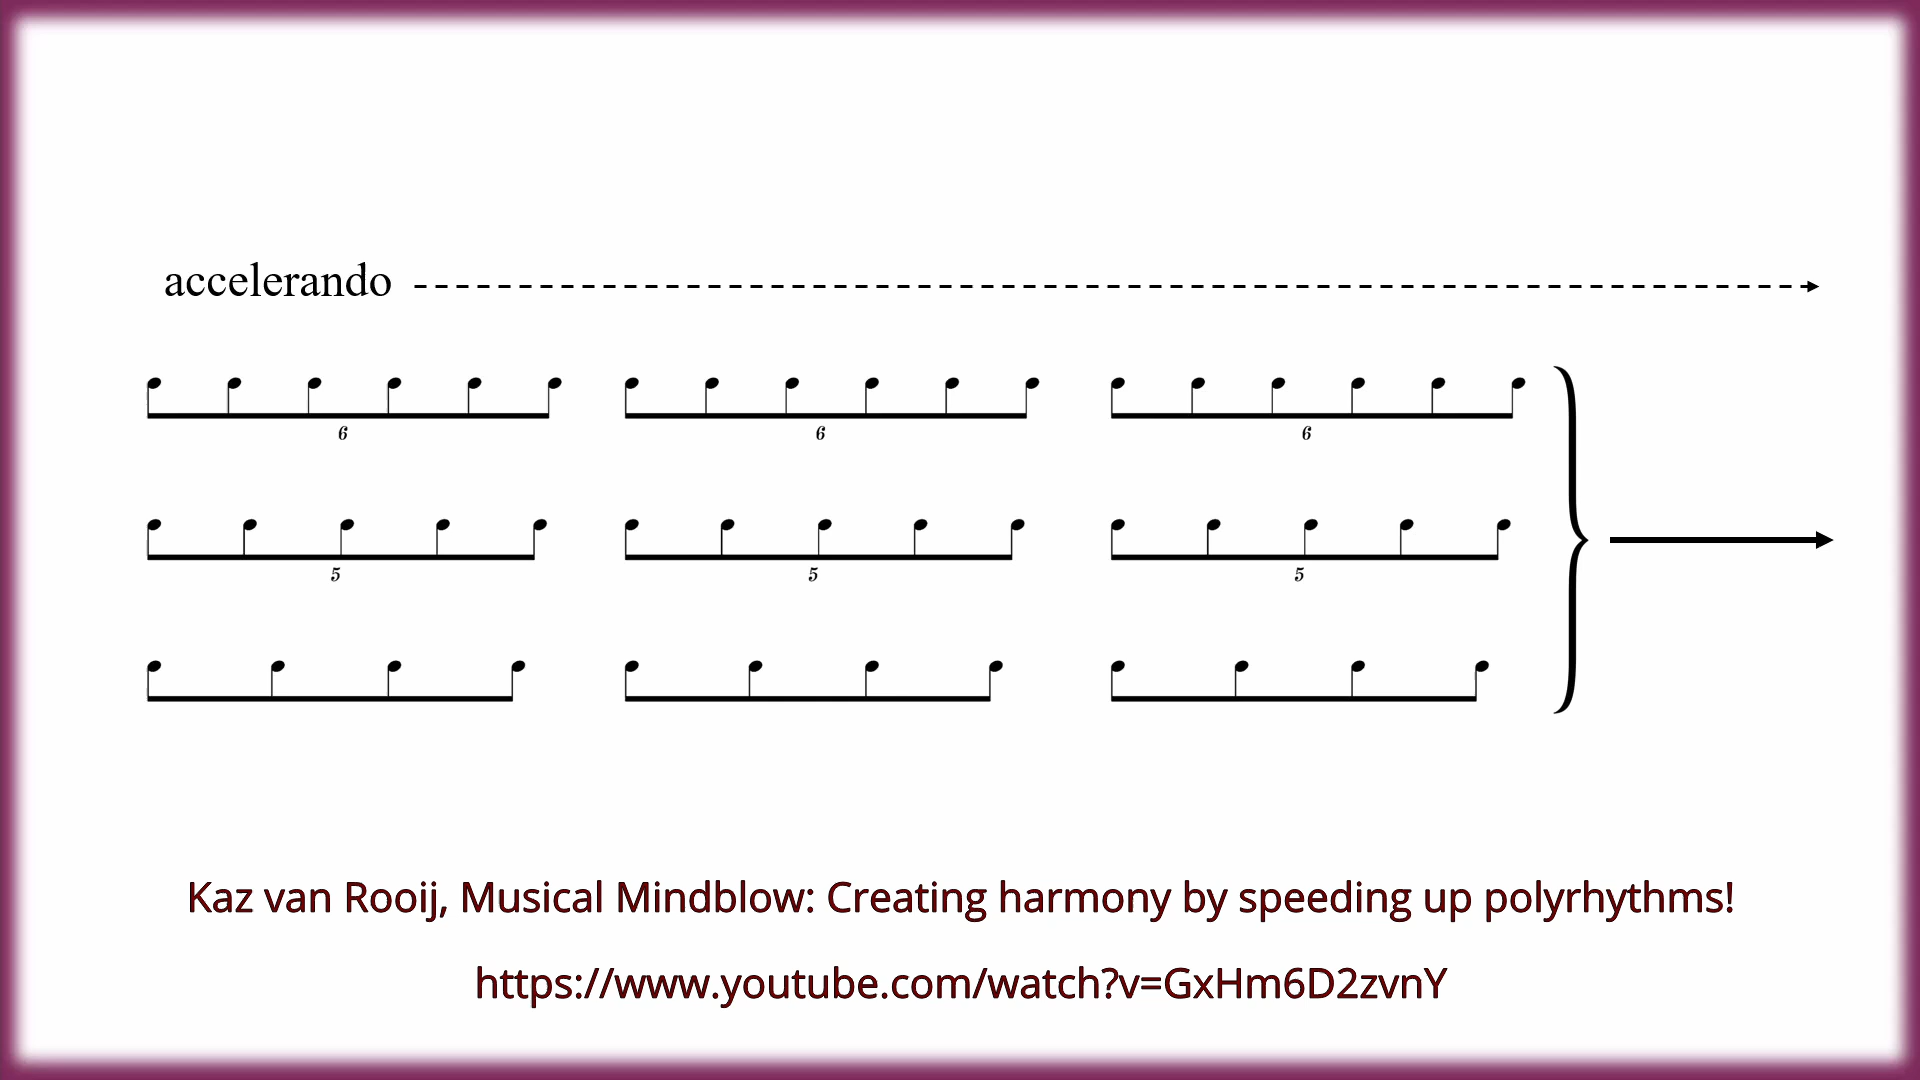 accelerando
6 6 6
5 5 5
Kaz van Rooij, Musical Mindblow: Creating harmony by speeding up polyrhythms!
https://www.youtube.com/watch?v=GxHm6D2zvnY